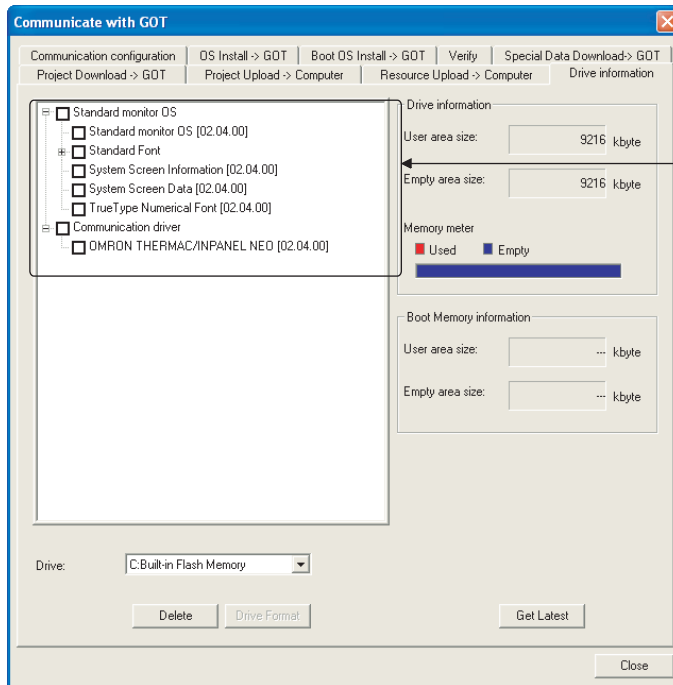 Communicate with GOT
Communication configuration | OS Install -> GOT | Boot OS Install -> GOT | Verify | Special Data Download-> GOT
Project Download -> GOT | Project Upload -> Computer | Resource Upload -> Computer | Drive information
Standard monitor OS
Standard monitor OS [02.04.00]
Standard Font
System Screen Information [02.04.00]
System Screen Data [02.04.00]
TrueType Numerical Font [02.04.00]
Communication driver
OMRON THERMAC/INPANEL NEO [02.04.00]
Drive information
User area size: 9216 kbyte
Empty area size: 9216 kbyte
Memory meter
Used Empty
Boot Memory information
User area size: --- kbyte
Empty area size: --- kbyte
Drive: C:Built-in Flash Memory
Delete Drive Format Get Latest
Close